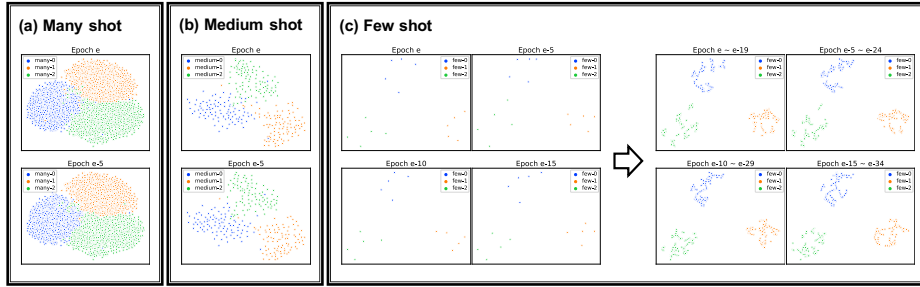 (a) Many shot
Epoch e
many-0
many-1
many-2
Epoch e-5
many-0
many-1
many-2
(b) Medium shot
Epoch e
medium-0
medium-1
medium-2
Epoch e-5
medium-0
medium-1
medium-2
(c) Few shot
Epoch e
few-0
few-1
few-2
Epoch e-5
few-0
few-1
few-2
Epoch e-10
few-0
few-1
few-2
Epoch e-15
few-0
few-1
few-2
Epoch e ~ e-19
few-0
few-1
few-2
Epoch e-5 ~ e-24
few-0
few-1
few-2
Epoch e-10 ~ e-29
few-0
few-1
few-2
Epoch e-15 ~ e-34
few-0
few-1
few-2